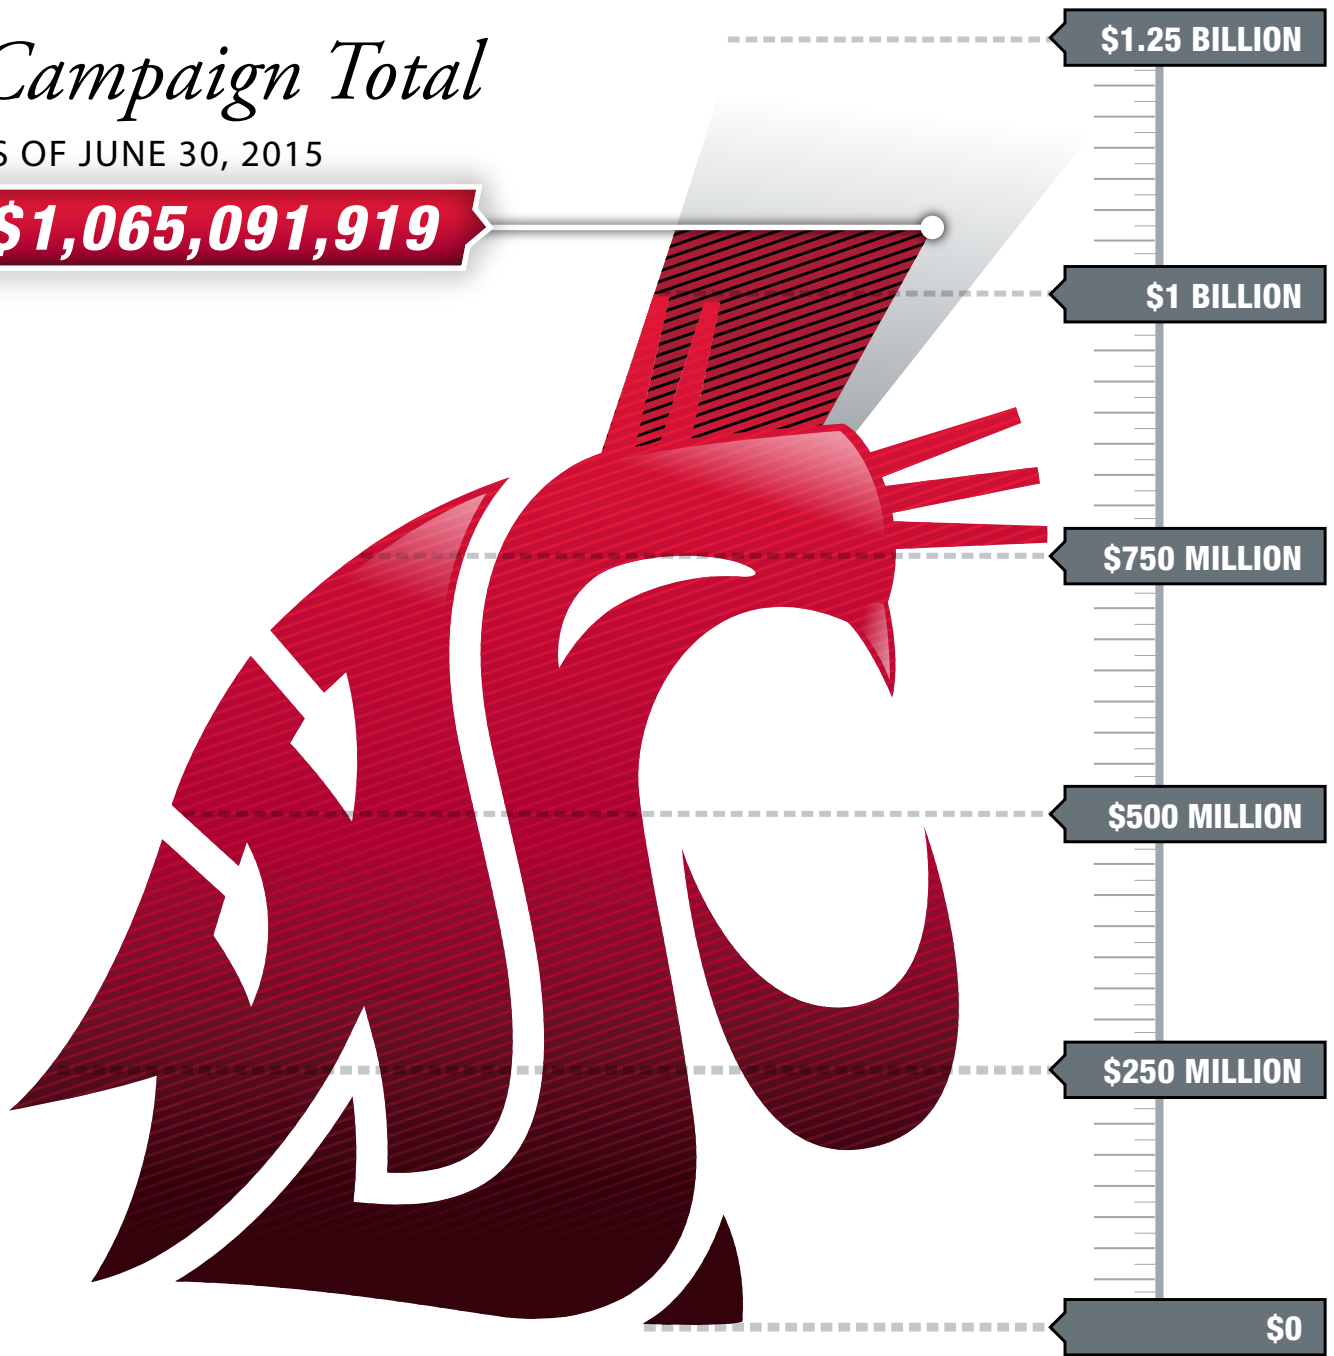 Campaign Total
S OF JUNE 30, 2015
$1,065,091,919
$1.25 BILLION
$1 BILLION
$750 MILLION
$500 MILLION
$250 MILLION
$0